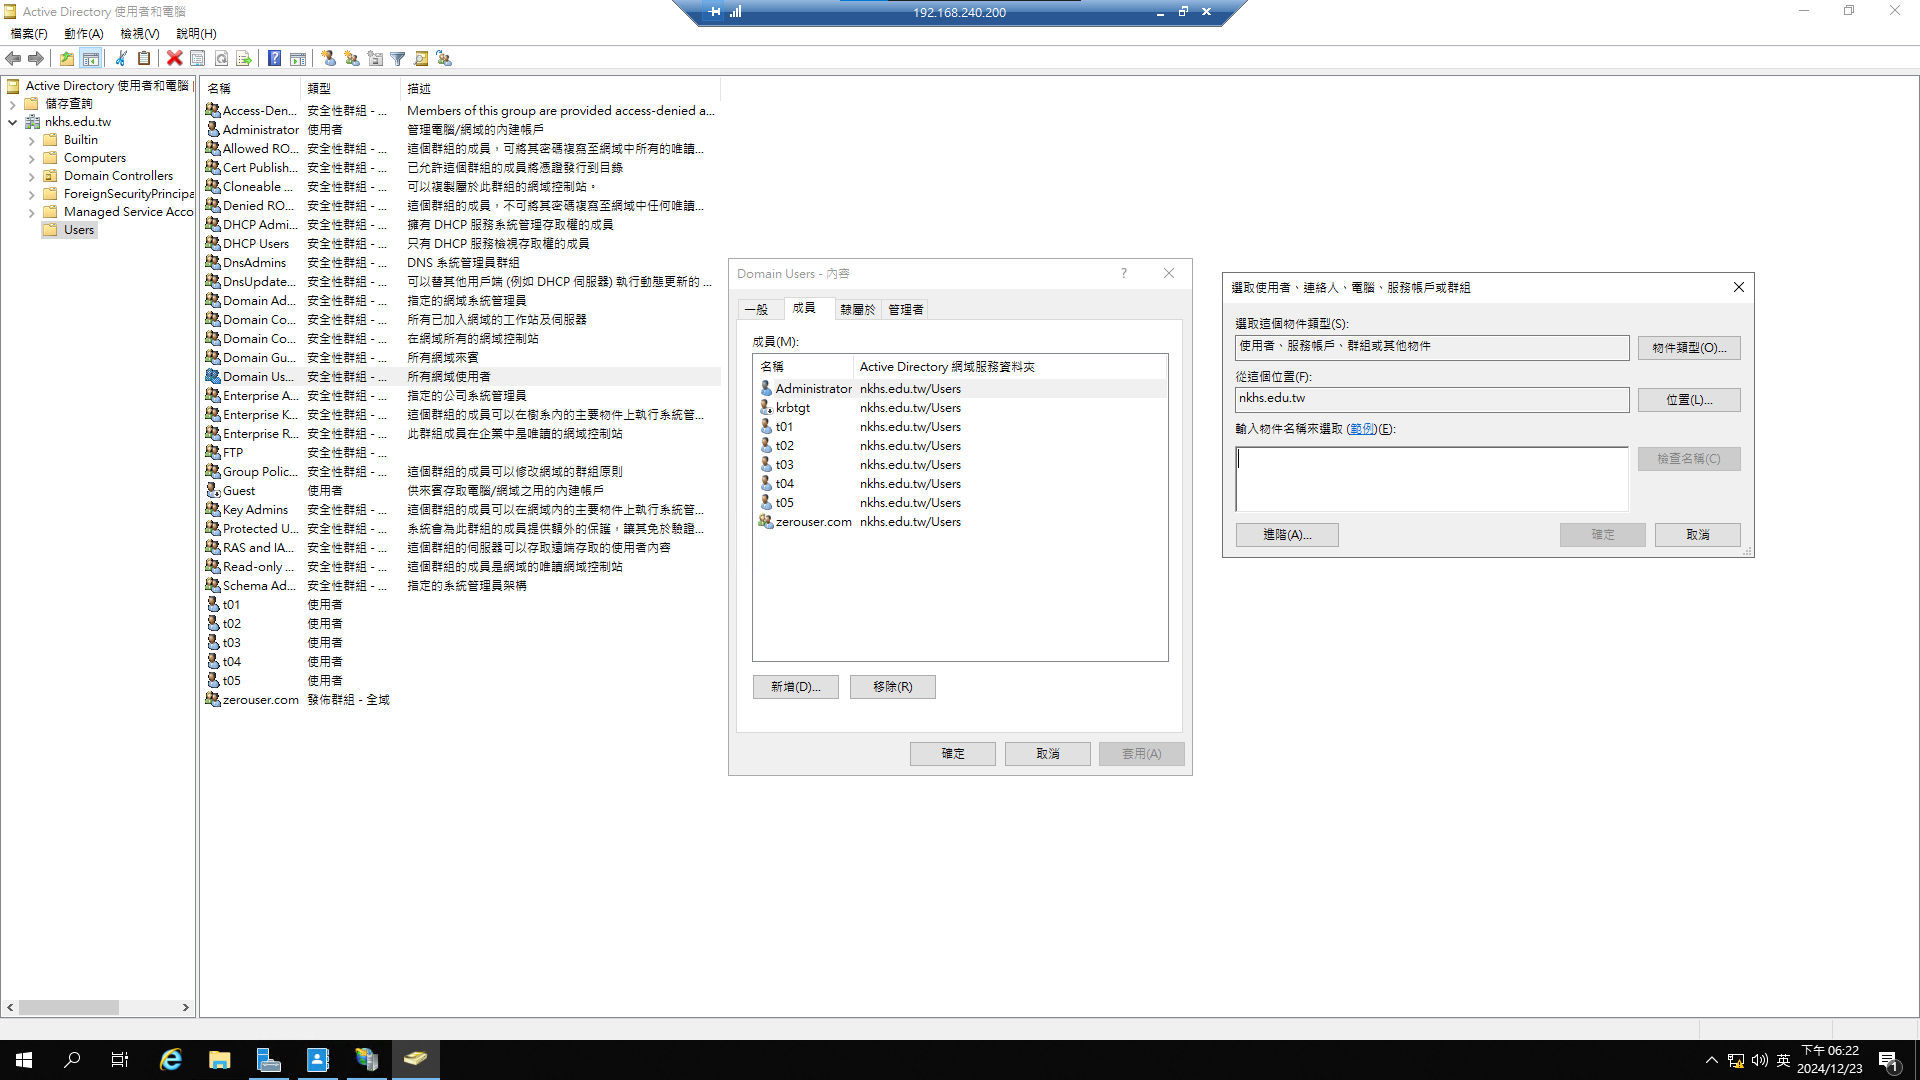 Active Directory 使用者和電腦
192.168.240.200
檔案(F) 動作(A) 檢視(V) 說明(H)
Active Directory 使用者和電腦
儲存查詢
nkhs.edu.tw
Builtin
Computers
Domain Controllers
ForeignSecurityPrincipa
Managed Service Acco
Users
名稱 類型 描述
Access-Den... 安全性群組 - ... Members of this group are provided access-denied a...
Administrator 使用者 管理電腦/網域的內建帳戶
Allowed RO... 安全性群組 - ... 這個群組的成員，可將其密碼複寫至網域中所有的唯讀...
Cert Publish... 安全性群組 - ... 已允許這個群組的成員將憑證發行到目錄
Cloneable ... 安全性群組 - ... 可以複製屬於此群組的網域控制站。
Denied RO... 安全性群組 - ... 這個群組的成員，不可將其密碼複寫至網域中任何唯讀...
DHCP Admi... 安全性群組 - ... 擁有 DHCP 服務系統管理存取權的成員
DHCP Users 安全性群組 - ... 只有 DHCP 服務檢視存取權的成員
DnsAdmins 安全性群組 - ... DNS 系統管理員群組
DnsUpdate... 安全性群組 - ... 可以替其他用戶端 (例如 DHCP 伺服器) 執行動態更新的 ...
Domain Ad... 安全性群組 - ... 指定的網域系統管理員
Domain Co... 安全性群組 - ... 所有已加入網域的工作站及伺服器
Domain Co... 安全性群組 - ... 在網域所有的網域控制站
Domain Gu... 安全性群組 - ... 所有網域來賓
Domain Us... 安全性群組 - ... 所有網域使用者
Enterprise A... 安全性群組 - ... 指定的公司系統管理員
Enterprise K... 安全性群組 - ... 這個群組的成員可以在樹系內的主要物件上執行系統管...
Enterprise R... 安全性群組 - ... 此群組成員在企業中是唯讀的網域控制站
FTP 安全性群組 - ...
Group Polic... 安全性群組 - ... 這個群組的成員可以修改網域的群組原則
Guest 使用者 供來賓存取電腦/網域之用的內建帳戶
Key Admins 安全性群組 - ... 這個群組的成員可以在網域內的主要物件上執行系統管...
Protected U... 安全性群組 - ... 系統會為此群組的成員提供額外的保護，讓其免於驗證...
RAS and IA... 安全性群組 - ... 這個群組的伺服器可以存取遠端存取的使用者內容
Read-only ... 安全性群組 - ... 這個群組的成員是網域的唯讀網域控制站
Schema Ad... 安全性群組 - ... 指定的系統管理員架構
t01 使用者
t02 使用者
t03 使用者
t04 使用者
t05 使用者
zerouser.com 發佈群組 - 全域
Domain Users - 內容
?
一般 成員 隸屬於 管理者
成員(M):
名稱 Active Directory 網域服務資料夾
Administrator nkhs.edu.tw/Users
krbtgt nkhs.edu.tw/Users
t01 nkhs.edu.tw/Users
t02 nkhs.edu.tw/Users
t03 nkhs.edu.tw/Users
t04 nkhs.edu.tw/Users
t05 nkhs.edu.tw/Users
zerouser.com nkhs.edu.tw/Users
新增(D)... 移除(R)
確定 取消 套用(A)
選取使用者、連絡人、電腦、服務帳戶或群組
選取這個物件類型(S):
使用者、服務帳戶、群組或其他物件 物件類型(O)...
從這個位置(F):
nkhs.edu.tw 位置(L)...
輸入物件名稱來選取 (範例)(E):
檢查名稱(C)
進階(A)... 確定 取消
英 下午 06:22
2024/12/23
1